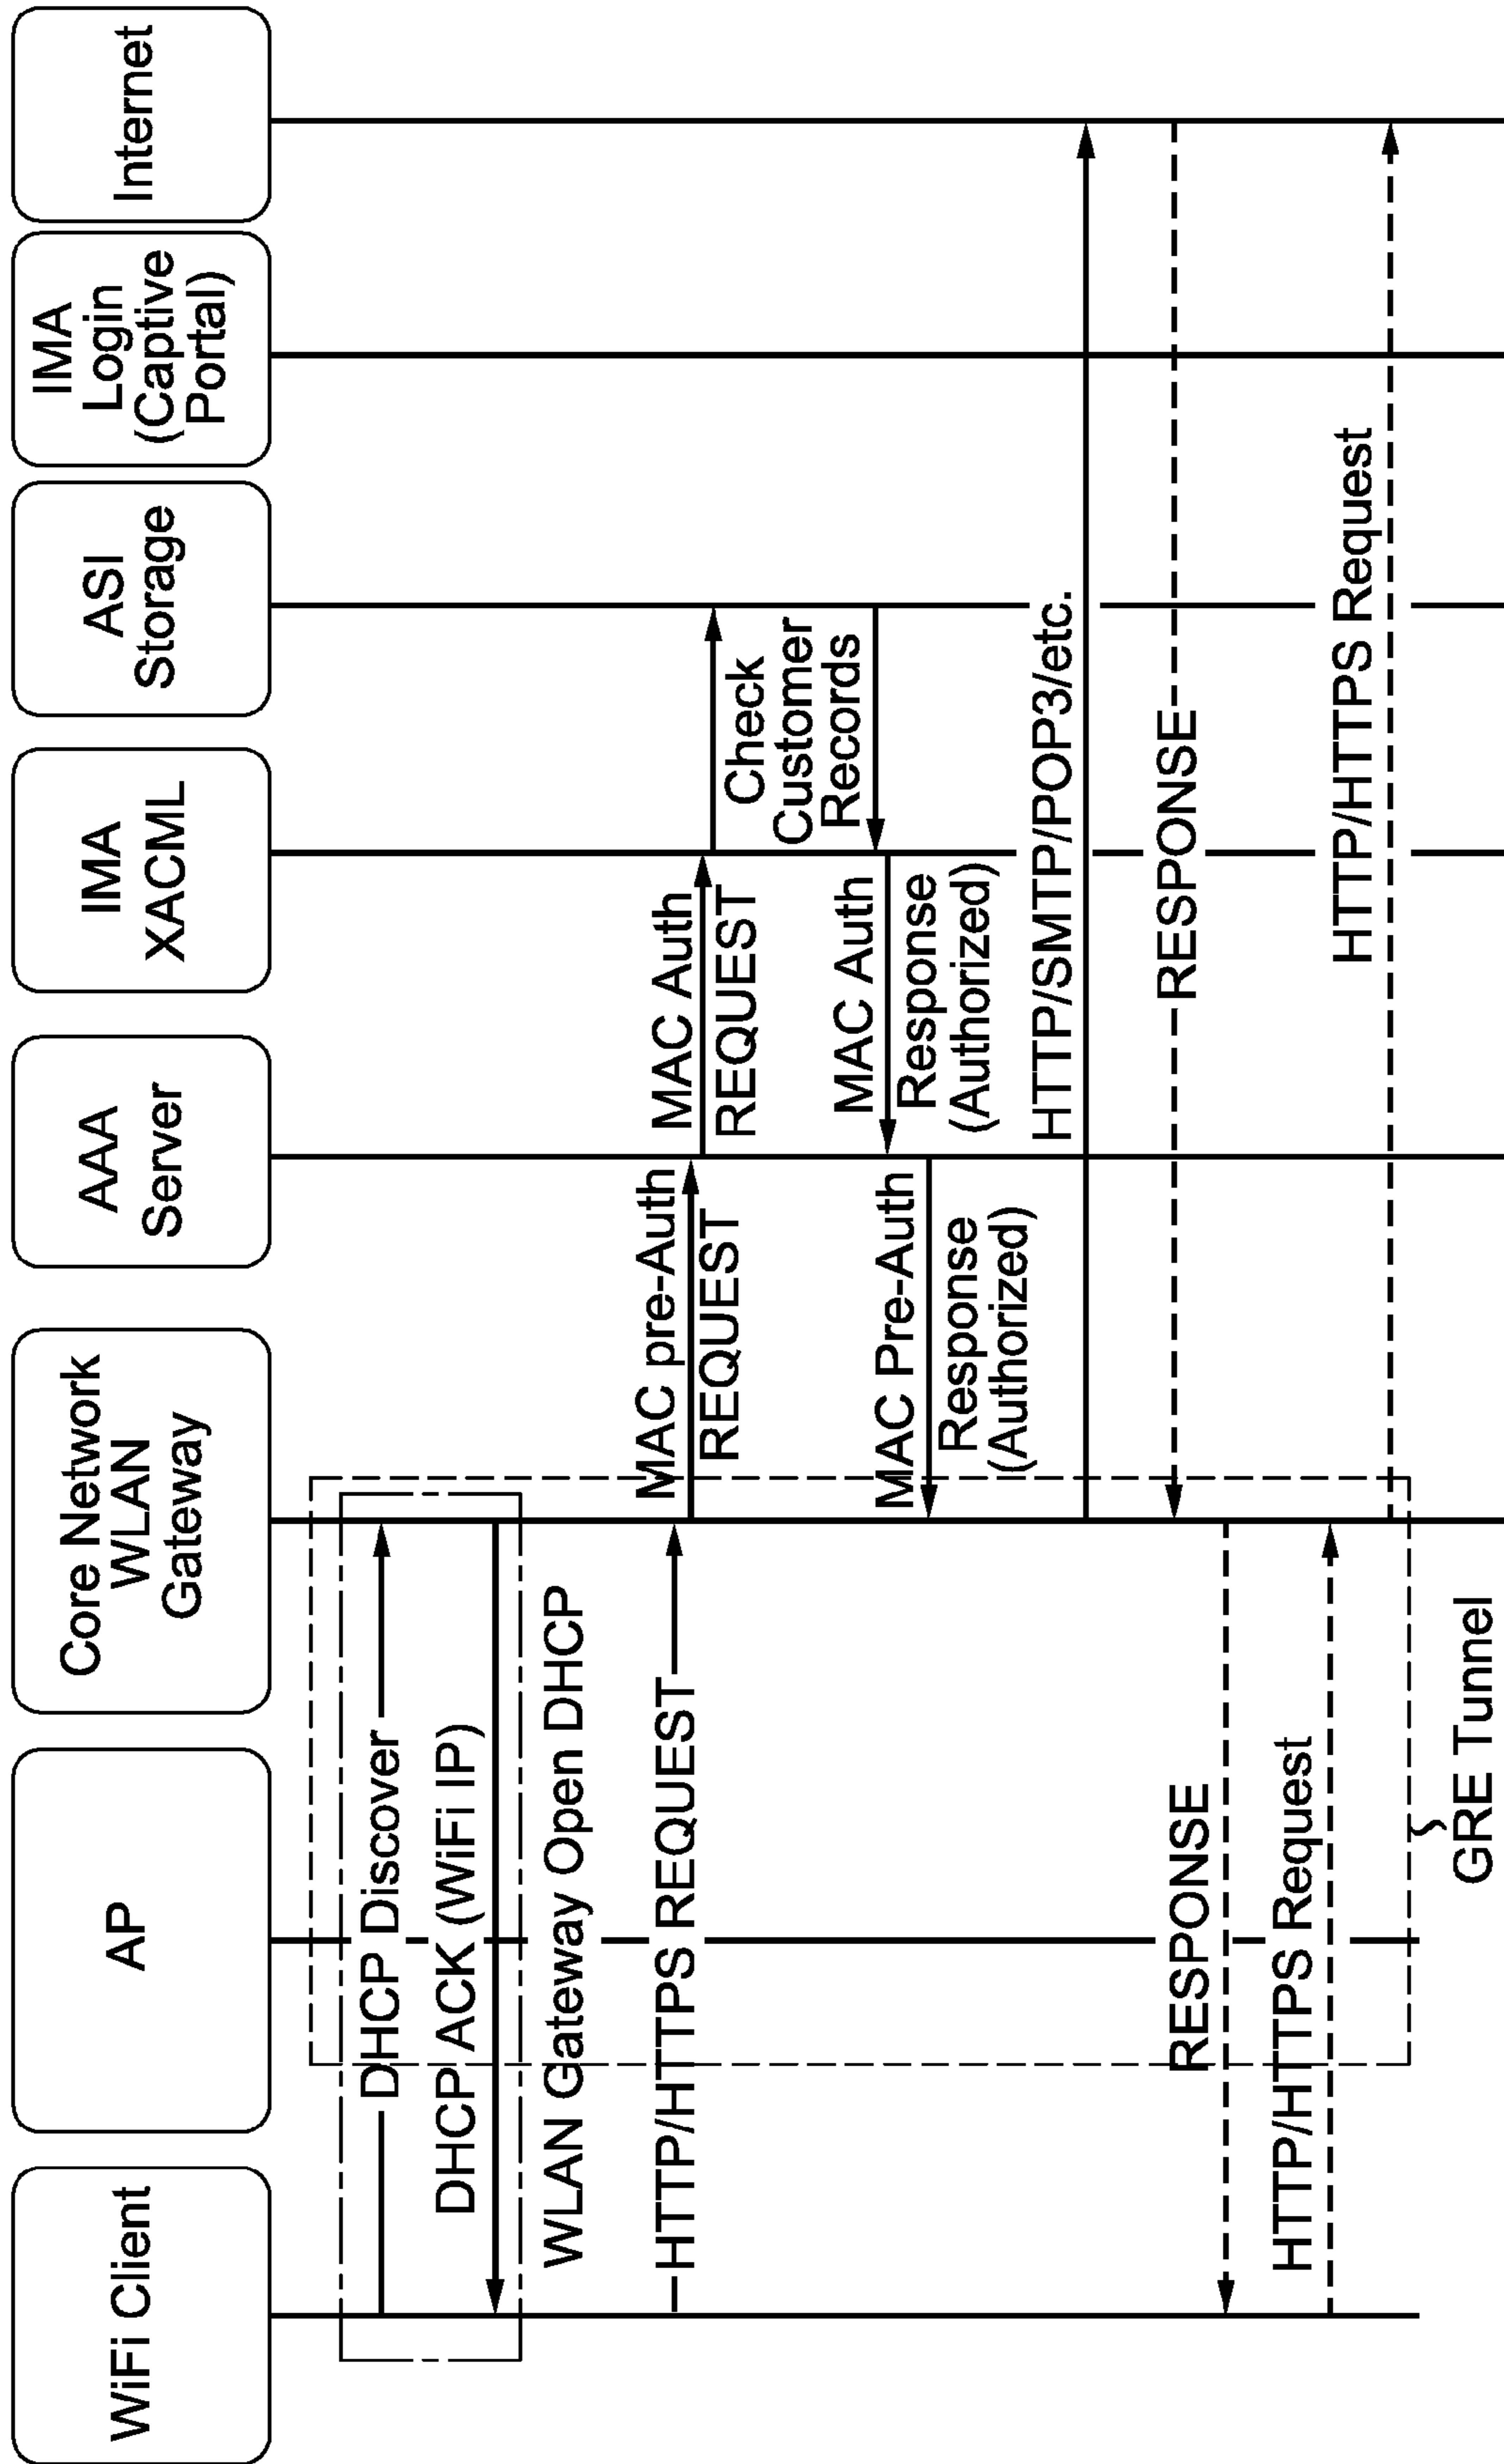 WiFi Client
AP
Core Network
WLAN
Gateway
AAA
Server
IMA
XACML
ASI
Storage
IMA
Login
(Captive
Portal)
Internet
DHCP Discover
DHCP ACK (WiFi IP)
WLAN Gateway Open DHCP
HTTP/HTTPS REQUEST
MAC pre-Auth
REQUEST
MAC Auth
REQUEST
Check
Customer
Records
MAC Auth
Response
(Authorized)
MAC Pre-Auth
Response
(Authorized)
HTTP/SMTP/POP3/etc.
RESPONSE
RESPONSE
HTTP/HTTPS Request
HTTP/HTTPS Request
GRE Tunnel